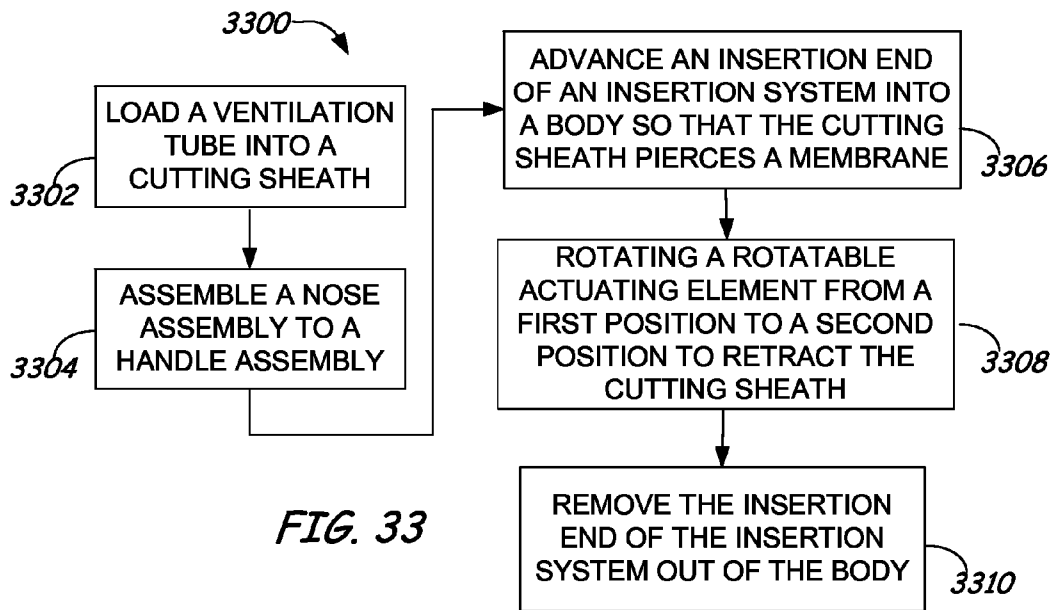 3300
LOAD A VENTILATION
TUBE INTO A
CUTTING SHEATH
3302
ASSEMBLE A NOSE
ASSEMBLY TO A
HANDLE ASSEMBLY
3304
ADVANCE AN INSERTION END
OF AN INSERTION SYSTEM INTO
A BODY SO THAT THE CUTTING
SHEATH PIERCES A MEMBRANE
3306
ROTATING A ROTATABLE
ACTUATING ELEMENT FROM A
FIRST POSITION TO A SECOND
POSITION TO RETRACT THE
CUTTING SHEATH
3308
REMOVE THE INSERTION
END OF THE INSERTION
SYSTEM OUT OF THE BODY
3310
FIG. 33